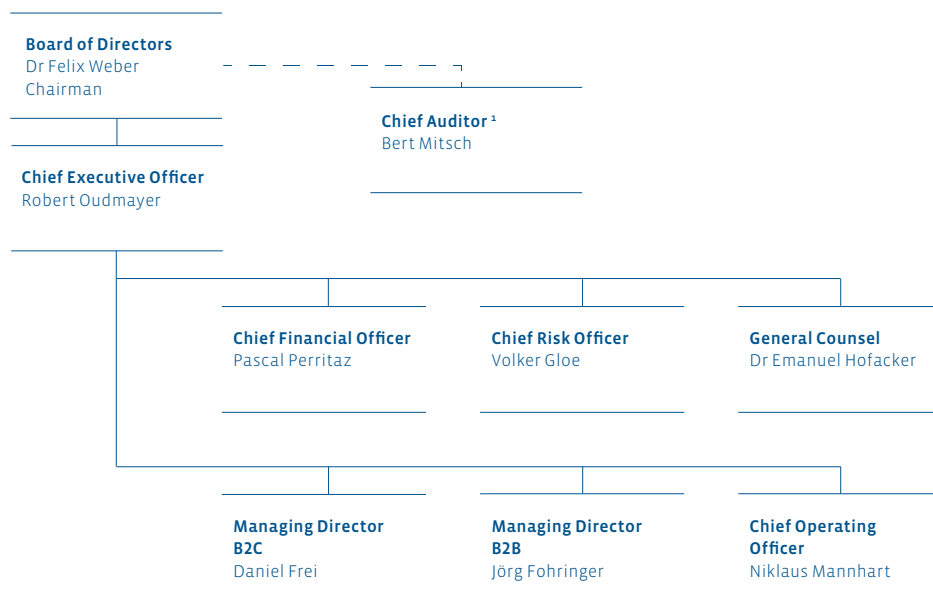 Board of Directors
Dr Felix Weber
Chairman
Chief Auditor ¹
Bert Mitsch
Chief Executive Officer
Robert Oudmayer
Chief Financial Officer
Pascal Perritaz
Chief Risk Officer
Volker Gloe
General Counsel
Dr Emanuel Hofacker
Managing Director
B2C
Daniel Frei
Managing Director
B2B
Jörg Fohringer
Chief Operating
Officer
Niklaus Mannhart